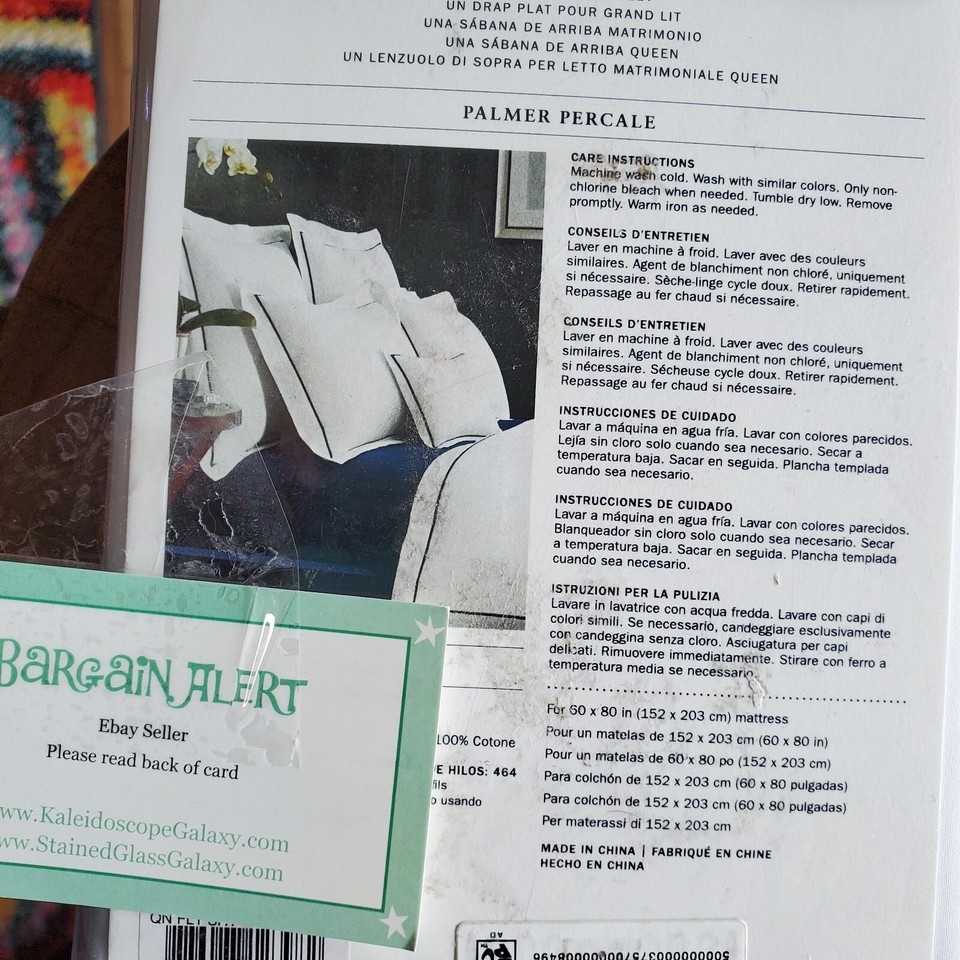 UN DRAP PLAT POUR GRAND LIT
UNA SÁBANA DE ARRIBA MATRIMONIO
UNA SÁBANA DE ARRIBA QUEEN
UN LENZUOLO DI SOPRA PER LETTO MATRIMONIALE QUEEN
PALMER PERCALE
CARE INSTRUCTIONS
Machine wash cold. Wash with similar colors. Only non-
chlorine bleach when needed. Tumble dry low. Remove
promptly. Warm iron as needed.
CONSEILS D'ENTRETIEN
Laver en machine à froid. Laver avec des couleurs
similaires. Agent de blanchiment non chloré, uniquement
si nécessaire. Sèche-linge cycle doux. Retirer rapidement.
Repassage au fer chaud si nécessaire.
CONSEILS D'ENTRETIEN
Laver en machine à froid. Laver avec des couleurs
similaires. Agent de blanchiment non chloré, uniquement
si nécessaire. Sécheuse cycle doux. Retirer rapidement.
Repassage au fer chaud si nécessaire.
INSTRUCCIONES DE CUIDADO
Lavar a máquina en agua fría. Lavar con colores parecidos.
Lejía sin cloro solo cuando sea necesario. Secar a
temperatura baja. Sacar en seguida. Plancha templada
cuando sea necesario.
INSTRUCCIONES DE CUIDADO
Lavar a máquina en agua fría. Lavar con colores parecidos.
Blanqueador sin cloro solo cuando sea necesario. Secar
a temperatura baja. Sacar en seguida. Plancha templada
cuando sea necesario.
ISTRUZIONI PER LA PULIZIA
Lavare in lavatrice con acqua fredda. Lavare con capi di
colori simili. Se necessario, candeggiare esclusivamente
con candeggina senza cloro. Asciugatura per capi
delicati. Rimuovere immediatamente. Stirare con ferro a
temperatura media se necessario.
For 60 x 80 in (152 x 203 cm) mattress
Pour un matelas de 152 x 203 cm (60 x 80 in)
Pour un matelas de 60 x 80 po (152 x 203 cm)
Para colchón de 152 x 203 cm (60 x 80 pulgadas)
Para colchón de 152 x 203 cm (60 x 80 pulgadas)
Per materassi di 152 x 203 cm
MADE IN CHINA | FABRIQUÉ EN CHINE
HECHO EN CHINA
100% Cotone
E HILOS: 464
fils
o usando
BARGAIN ALERT
Ebay Seller
Please read back of card
ww.KaleidoscopeGalaxy.com
ww.StainedGlassGalaxy.com